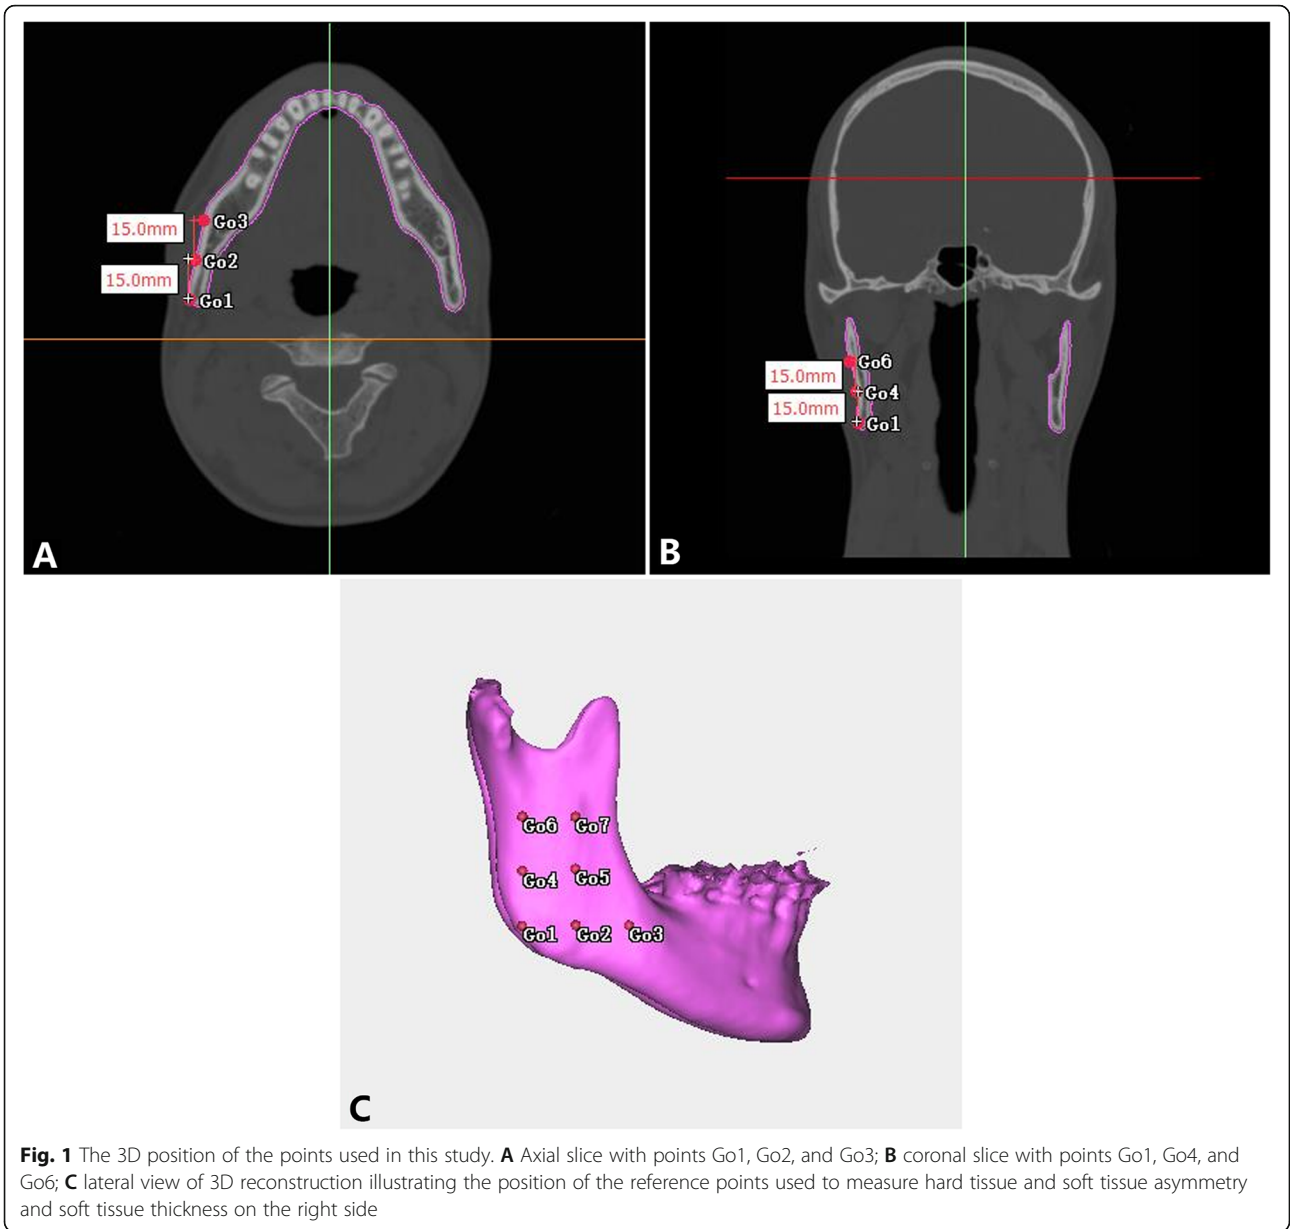 15.0mm
Go3
15.0mm
Go2
Go1
A
Go6
15.0mm
Go4
15.0mm
Go1
B
Go6 Go7
Go4 Go5
Go1 Go2 Go3
C
Fig. 1 The 3D position of the points used in this study. A Axial slice with points Go1, Go2, and Go3; B coronal slice with points Go1, Go4, and
Go6; C lateral view of 3D reconstruction illustrating the position of the reference points used to measure hard tissue and soft tissue asymmetry
and soft tissue thickness on the right side